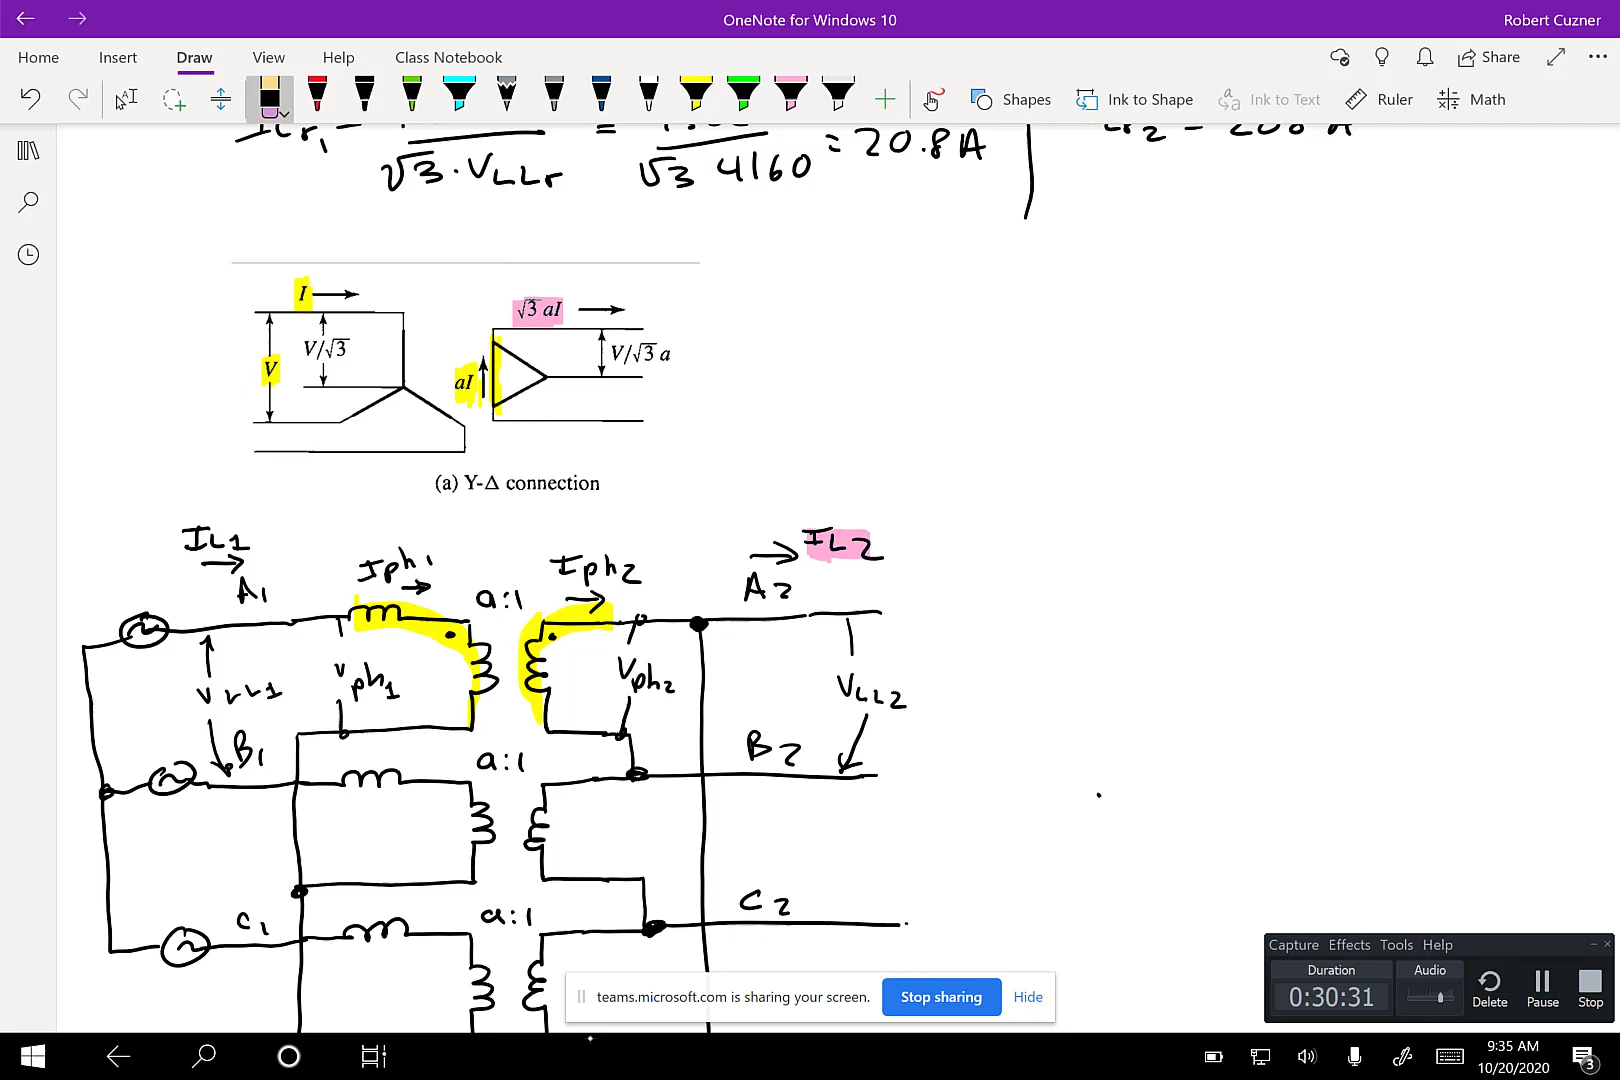 OneNote for Windows 10
Robert Cuzner
Home Insert Draw View Help Class Notebook
Share
Shapes Ink to Shape Ink to Text Ruler Math
√3 · VLLr √3 4160 = 20.8 A
I
√3 aI
V/√3
V/√3 a
V
aI
(a) Y-Δ connection
IL1
Iph1
Iph2
IL2
A1
a:1
A2
VLL1
Vph1
Vph2
VLL2
B1
a:1
B2
C1
a:1
C2
Capture Effects Tools Help
Duration Audio
0:30:31
Delete Pause Stop
teams.microsoft.com is sharing your screen. Stop sharing Hide
9:35 AM
10/20/2020
3